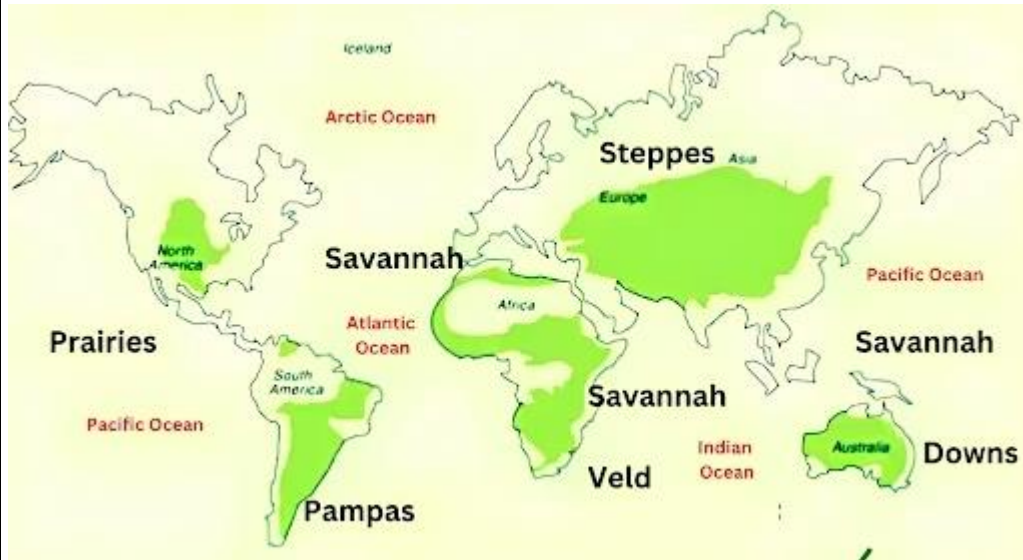 Iceland
Arctic Ocean
Steppes
Asia
Europe
North
America
Savannah
Africa
Pacific Ocean
Atlantic
Ocean
Prairies
Savannah
South
America
Savannah
Pacific Ocean
Indian
Ocean
Australia
Downs
Veld
Pampas